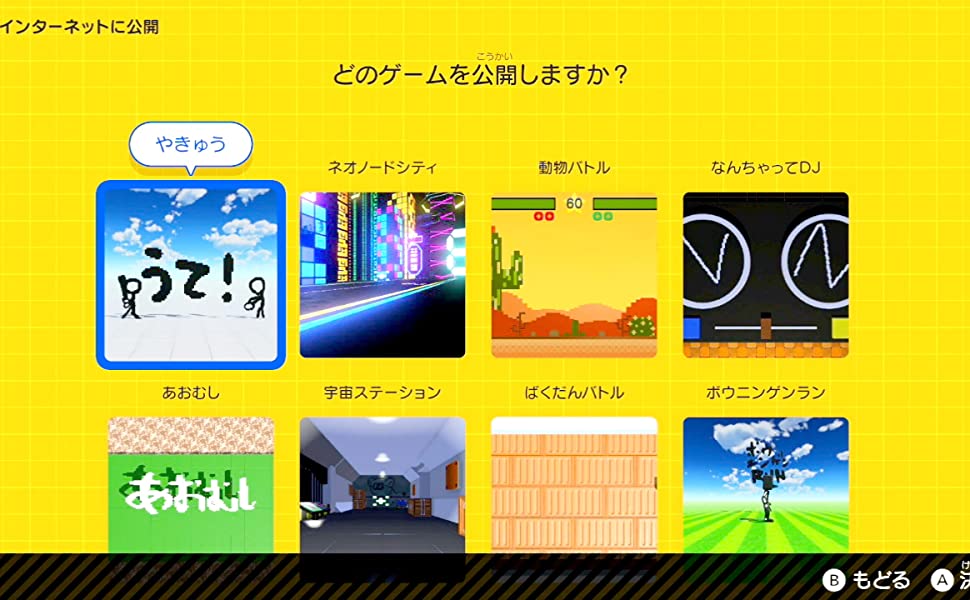 インターネットに公開
こうかい
どのゲームを公開しますか？
やきゅう
ネオノードシティ
動物バトル
なんちゃってDJ
うて！
60
あおむし
宇宙ステーション
ばくだんバトル
ボウニンゲンラン
あおむし
B もどる
A